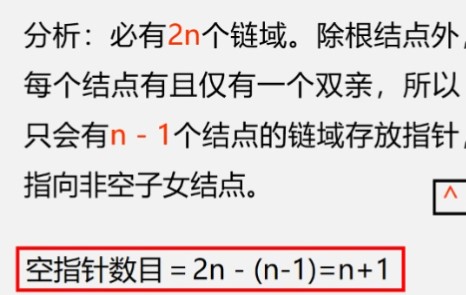 分析：必有2n个链域。除根结点外，
每个结点有且仅有一个双亲，所以
只会有n - 1个结点的链域存放指针，
指向非空子女结点。
^
空指针数目＝2n - (n-1)=n+1